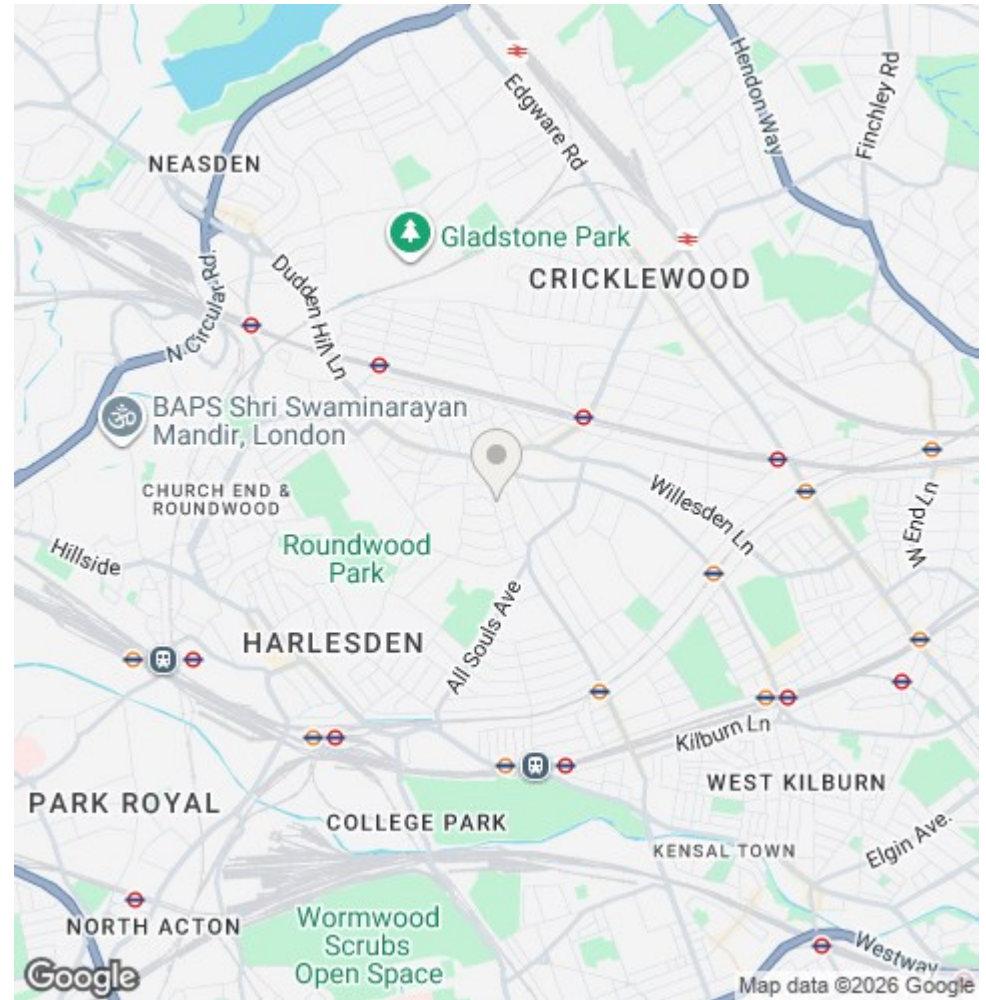 Hendon Way
Finchley Rd
Edgware Rd
NEASDEN
Gladstone Park
CRICKLEWOOD
Dudden Hill Ln
N Circular Rd.
BAPS Shri Swaminarayan
Mandir, London
CHURCH END &
ROUNDWOOD
Willesden Ln
W End Ln
Hillside
Roundwood
Park
All Souls Ave
HARLESDEN
Kilburn Ln
WEST KILBURN
PARK ROYAL
COLLEGE PARK
KENSAL TOWN
Elgin Ave.
NORTH ACTON
Wormwood
Scrubs
Open Space
Westway
Google
Map data ©2026 Google